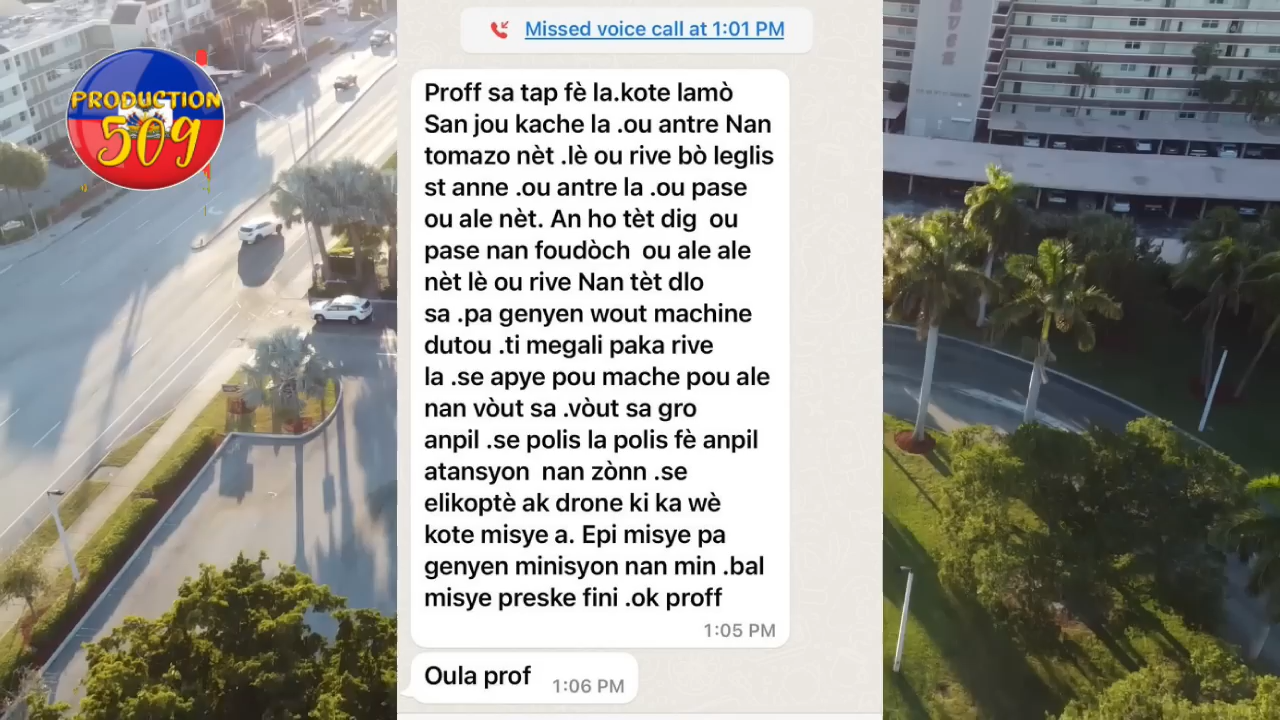 PRODUCTION
509
Missed voice call at 1:01 PM
Proff sa tap fè la.kote lamò
San jou kache la .ou antre Nan
tomazo nèt .lè ou rive bò leglis
st anne .ou antre la .ou pase
ou ale nèt. An ho tèt dig ou
pase nan foudòch ou ale ale
nèt lè ou rive Nan tèt dlo
sa .pa genyen wout machine
dutou .ti megali paka rive
la .se apye pou mache pou ale
nan vòut sa .vòut sa gro
anpil .se polis la polis fè anpil
atansyon nan zònn .se
elikoptè ak drone ki ka wè
kote misye a. Epi misye pa
genyen minisyon nan min .bal
misye preske fini .ok proff
1:05 PM
Oula prof
1:06 PM